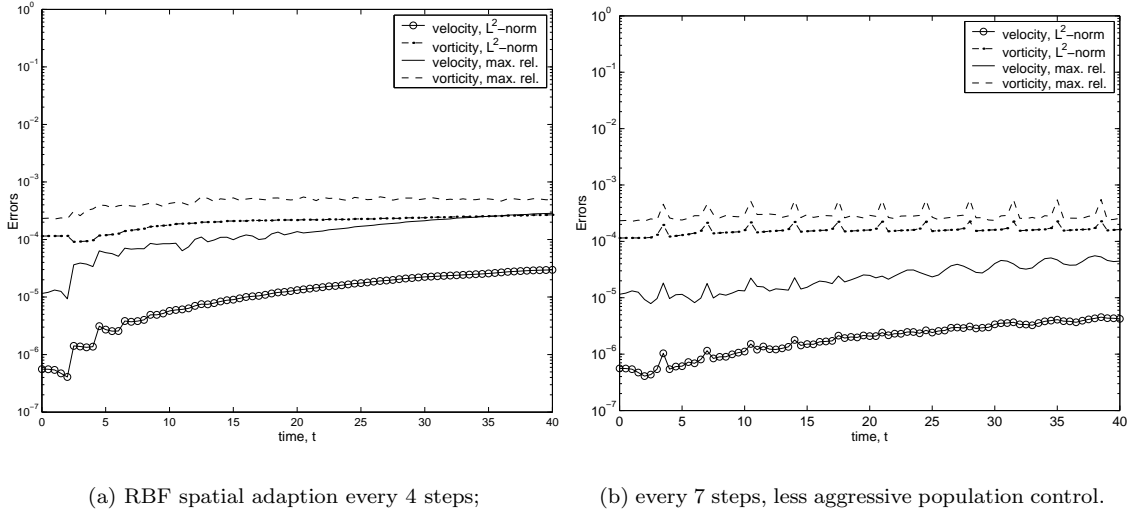 10^0
10^-1
10^-2
10^-3
10^-4
10^-5
10^-6
10^-7
Errors
0 5 10 15 20 25 30 35 40
time, t
velocity, L^2−norm
vorticity, L^2−norm
velocity, max. rel.
vorticity, max. rel.
(a) RBF spatial adaption every 4 steps;
10^0
10^-1
10^-2
10^-3
10^-4
10^-5
10^-6
10^-7
Errors
0 5 10 15 20 25 30 35 40
time, t
velocity, L^2−norm
vorticity, L^2−norm
velocity, max. rel.
vorticity, max. rel.
(b) every 7 steps, less aggressive population control.